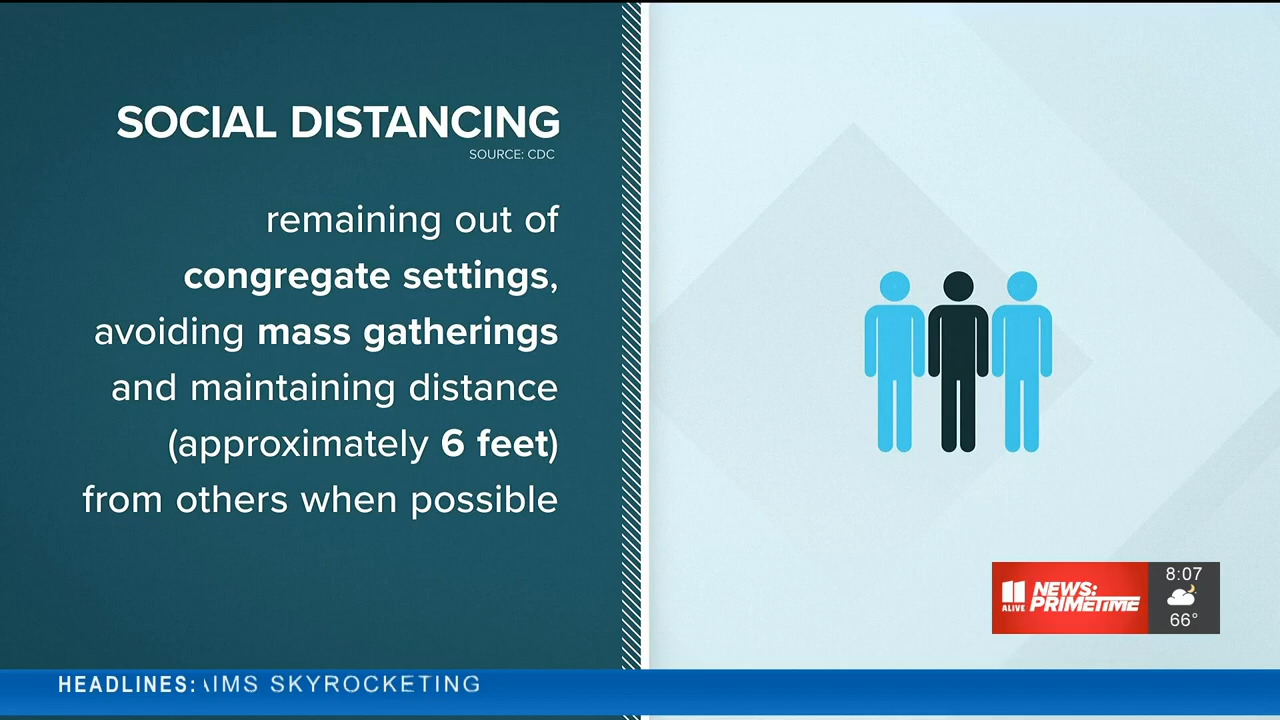 SOCIAL DISTANCING
SOURCE: CDC
remaining out of
congregate settings,
avoiding mass gatherings
and maintaining distance
(approximately 6 feet)
from others when possible
11 ALIVE
NEWS:
PRIMETIME
8:07
66°
HEADLINES: SKYROCKETING